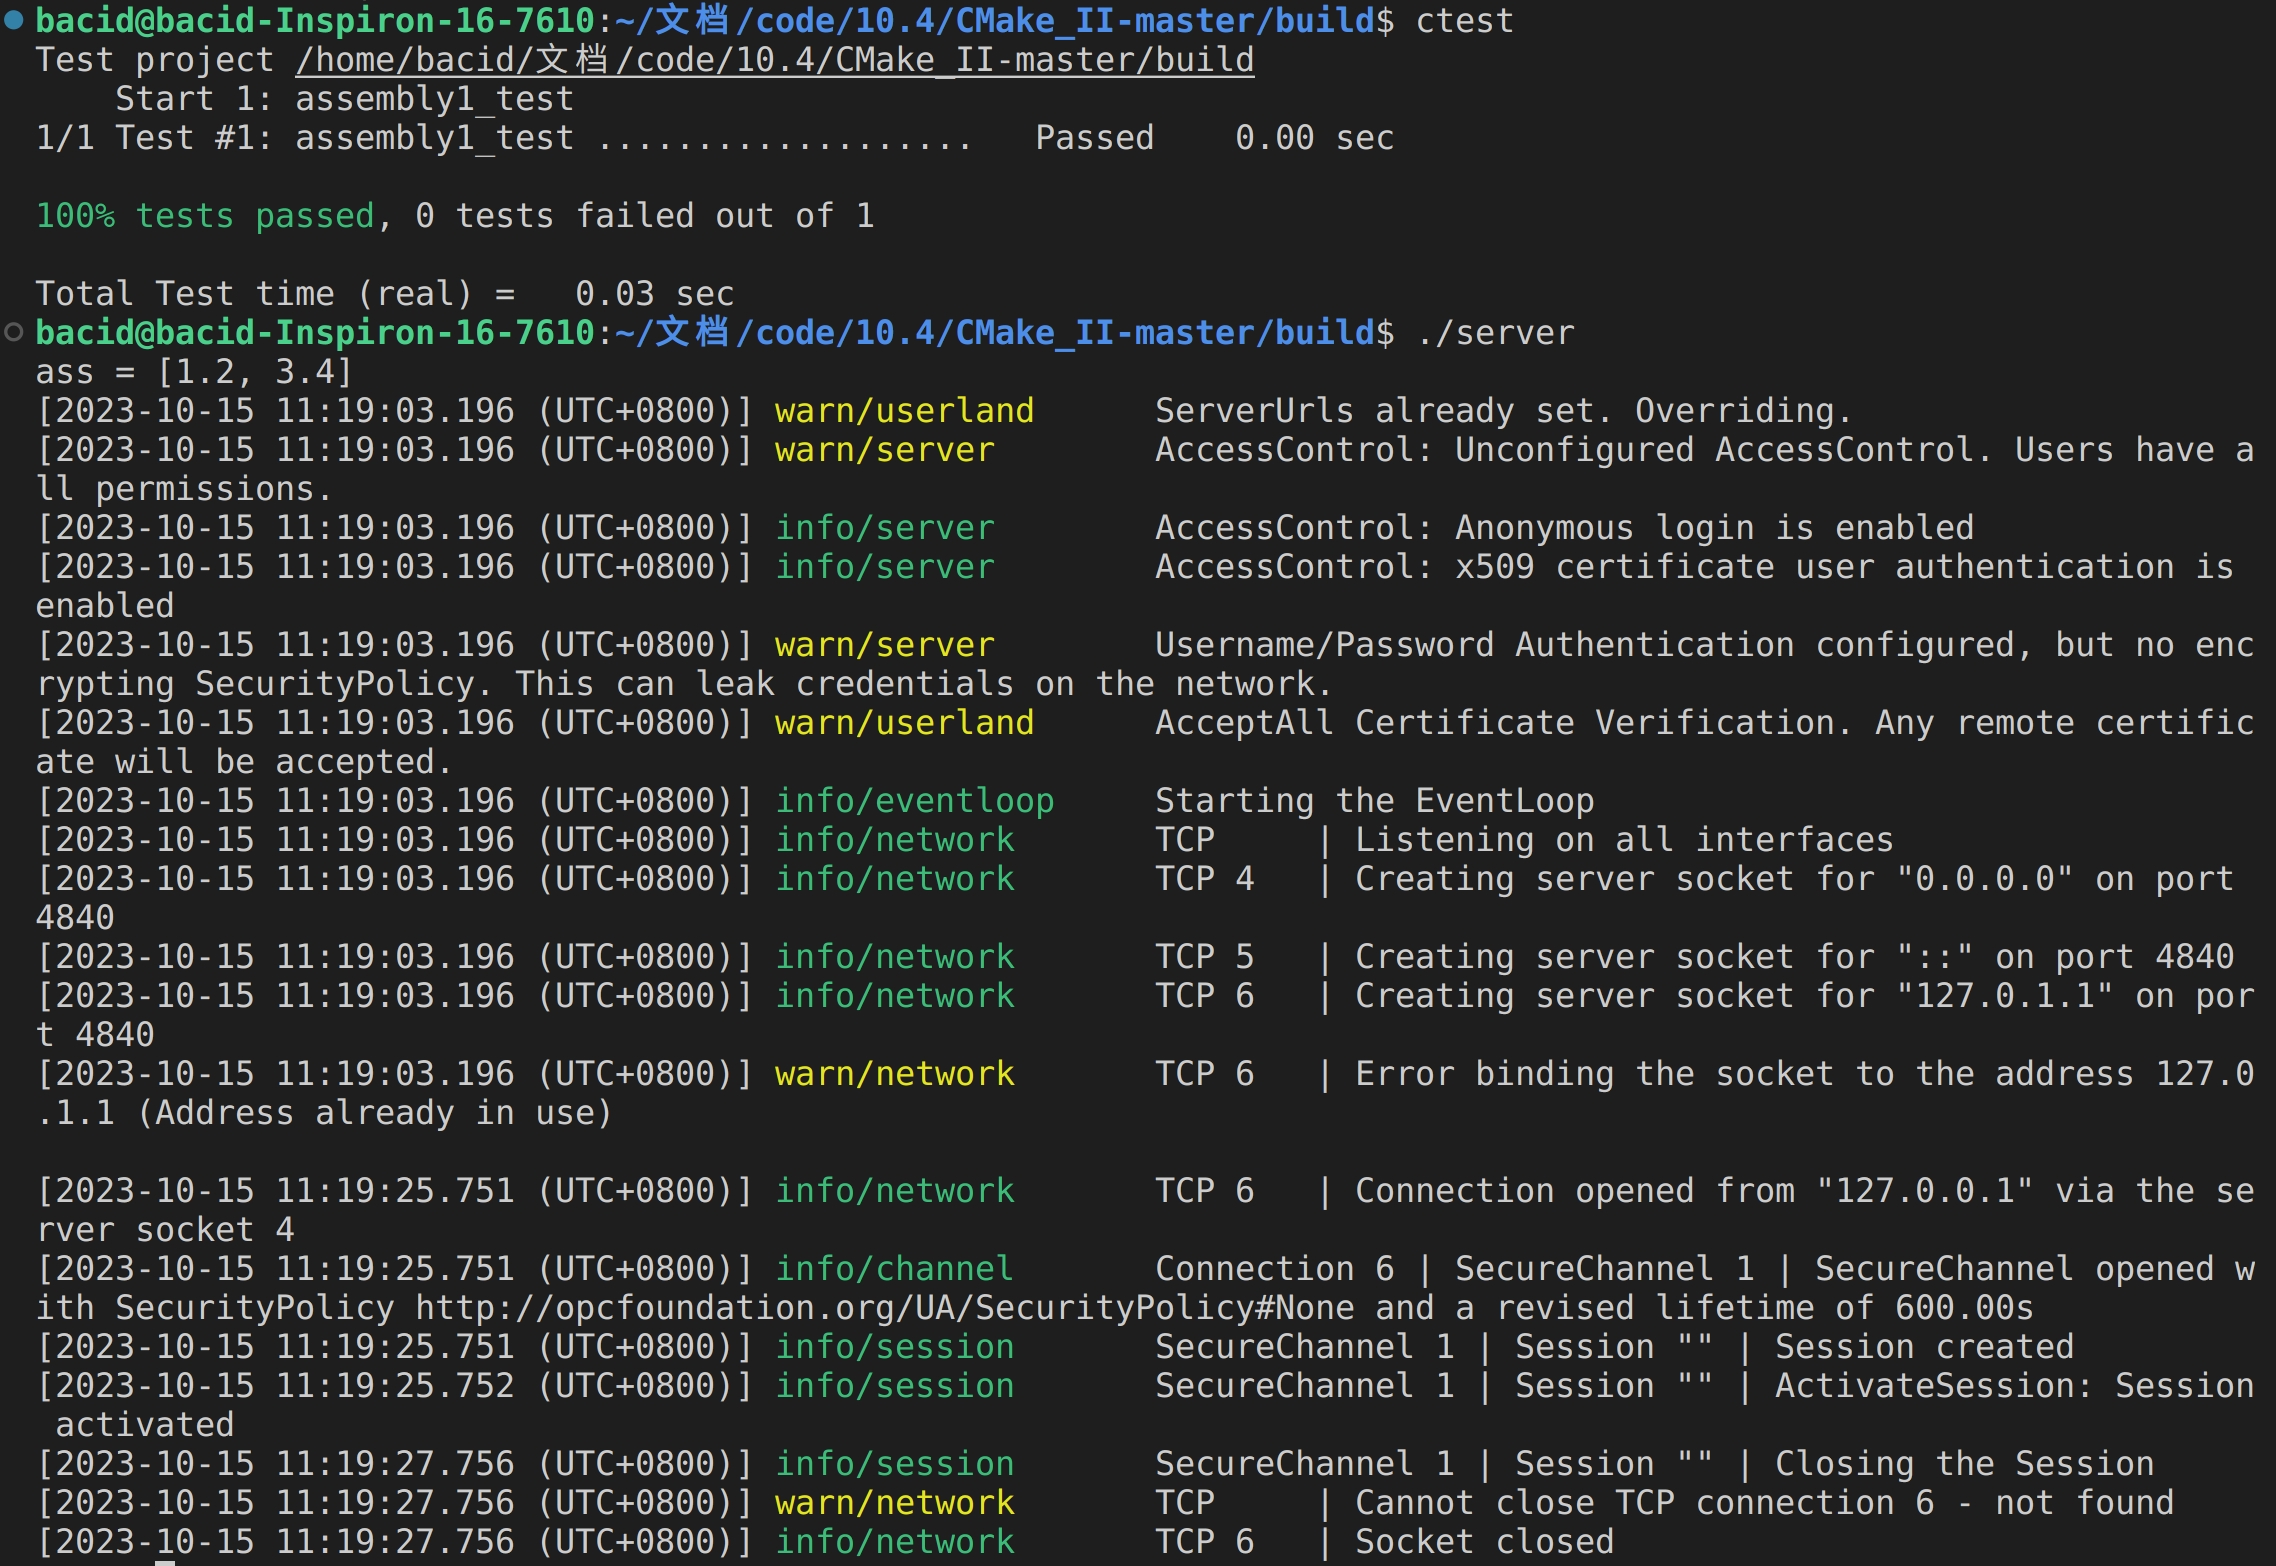 bacid@bacid-Inspiron-16-7610:~/文档/code/10.4/CMake_II-master/build$ ctest
Test project /home/bacid/文档/code/10.4/CMake_II-master/build
    Start 1: assembly1_test
1/1 Test #1: assembly1_test ...................   Passed    0.00 sec

100% tests passed, 0 tests failed out of 1

Total Test time (real) =   0.03 sec
bacid@bacid-Inspiron-16-7610:~/文档/code/10.4/CMake_II-master/build$ ./server
ass = [1.2, 3.4]
[2023-10-15 11:19:03.196 (UTC+0800)] warn/userland      ServerUrls already set. Overriding.
[2023-10-15 11:19:03.196 (UTC+0800)] warn/server        AccessControl: Unconfigured AccessControl. Users have a
ll permissions.
[2023-10-15 11:19:03.196 (UTC+0800)] info/server        AccessControl: Anonymous login is enabled
[2023-10-15 11:19:03.196 (UTC+0800)] info/server        AccessControl: x509 certificate user authentication is
enabled
[2023-10-15 11:19:03.196 (UTC+0800)] warn/server        Username/Password Authentication configured, but no enc
rypting SecurityPolicy. This can leak credentials on the network.
[2023-10-15 11:19:03.196 (UTC+0800)] warn/userland      AcceptAll Certificate Verification. Any remote certific
ate will be accepted.
[2023-10-15 11:19:03.196 (UTC+0800)] info/eventloop     Starting the EventLoop
[2023-10-15 11:19:03.196 (UTC+0800)] info/network       TCP     | Listening on all interfaces
[2023-10-15 11:19:03.196 (UTC+0800)] info/network       TCP 4   | Creating server socket for "0.0.0.0" on port
4840
[2023-10-15 11:19:03.196 (UTC+0800)] info/network       TCP 5   | Creating server socket for "::" on port 4840
[2023-10-15 11:19:03.196 (UTC+0800)] info/network       TCP 6   | Creating server socket for "127.0.1.1" on por
t 4840
[2023-10-15 11:19:03.196 (UTC+0800)] warn/network       TCP 6   | Error binding the socket to the address 127.0
.1.1 (Address already in use)

[2023-10-15 11:19:25.751 (UTC+0800)] info/network       TCP 6   | Connection opened from "127.0.0.1" via the se
rver socket 4
[2023-10-15 11:19:25.751 (UTC+0800)] info/channel       Connection 6 | SecureChannel 1 | SecureChannel opened w
ith SecurityPolicy http://opcfoundation.org/UA/SecurityPolicy#None and a revised lifetime of 600.00s
[2023-10-15 11:19:25.751 (UTC+0800)] info/session       SecureChannel 1 | Session "" | Session created
[2023-10-15 11:19:25.752 (UTC+0800)] info/session       SecureChannel 1 | Session "" | ActivateSession: Session
 activated
[2023-10-15 11:19:27.756 (UTC+0800)] info/session       SecureChannel 1 | Session "" | Closing the Session
[2023-10-15 11:19:27.756 (UTC+0800)] warn/network       TCP     | Cannot close TCP connection 6 - not found
[2023-10-15 11:19:27.756 (UTC+0800)] info/network       TCP 6   | Socket closed